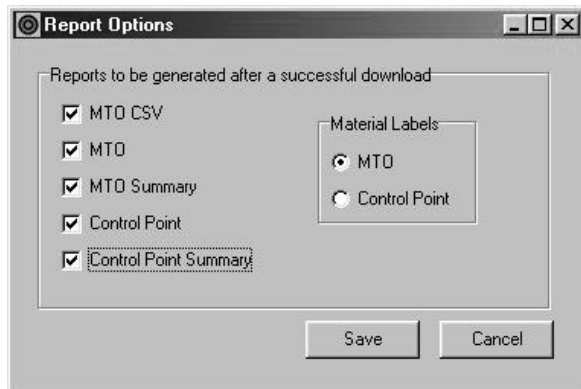 Report Options
Reports to be generated after a successful download
MTO CSV
MTO
MTO Summary
Control Point
Control Point Summary
Material Labels
MTO
Control Point
Save
Cancel